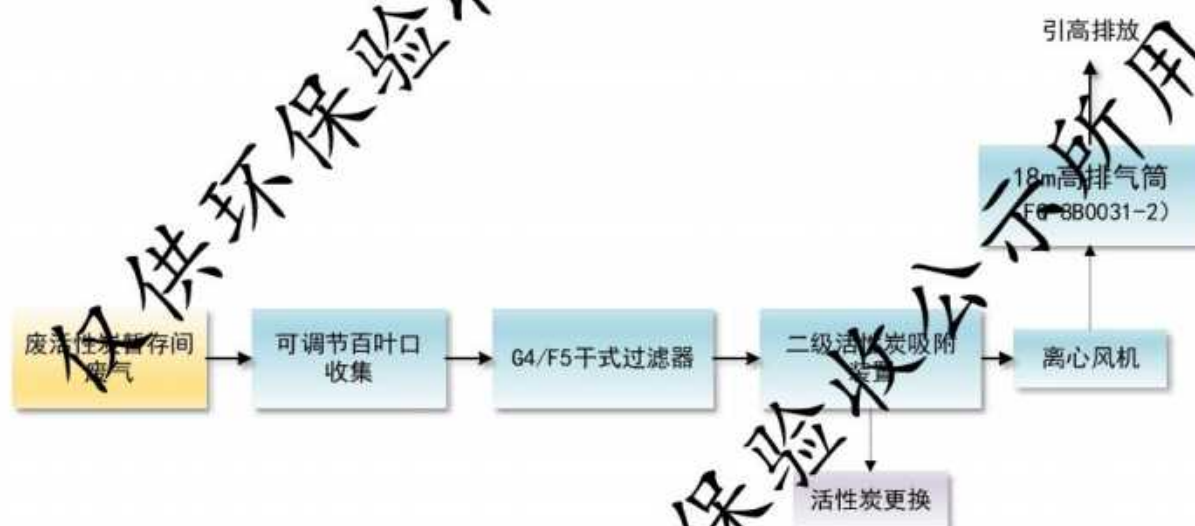 引高排放
18m高排气筒
3B0031-2)
废活性炭暂存间
废气
可调节百叶口
收集
G4/F5干式过滤器
二级活性炭吸附
装置
离心风机
活性炭更换
仅供环保验收
保验收公示所用